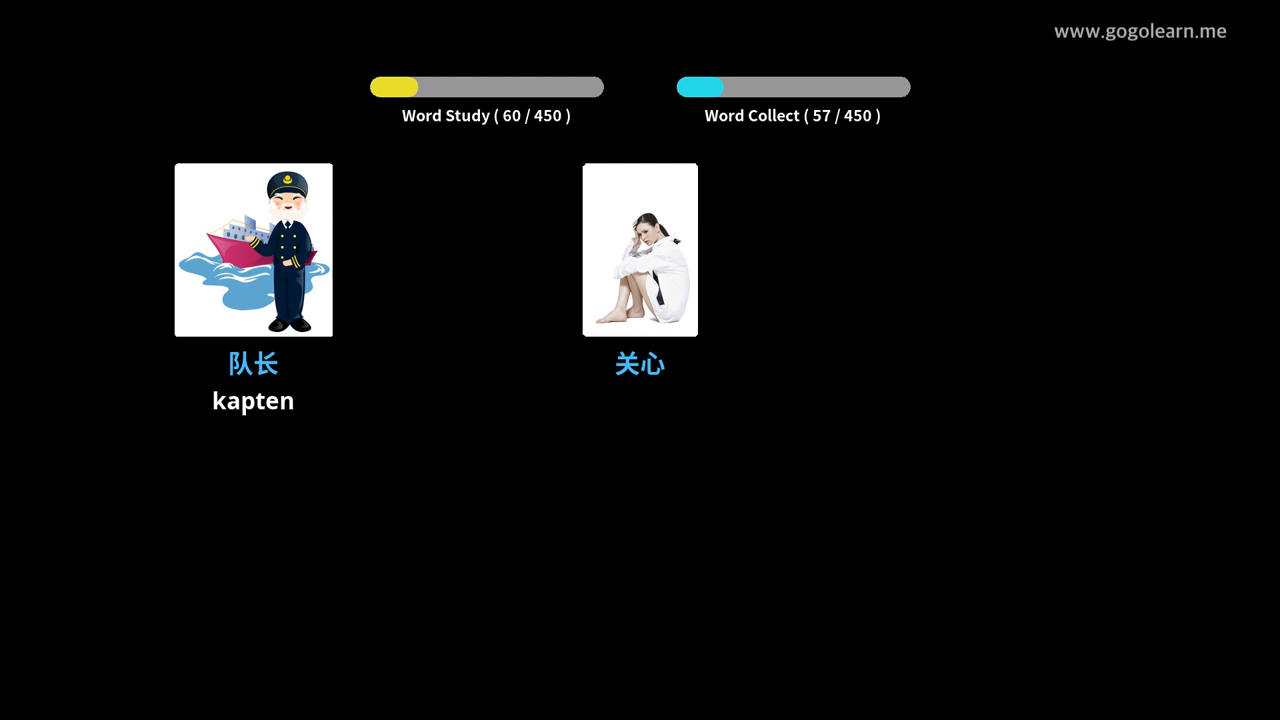 www.gogolearn.me
Word Study ( 60 / 450 )
Word Collect ( 57 / 450 )
队长
kapten
关心